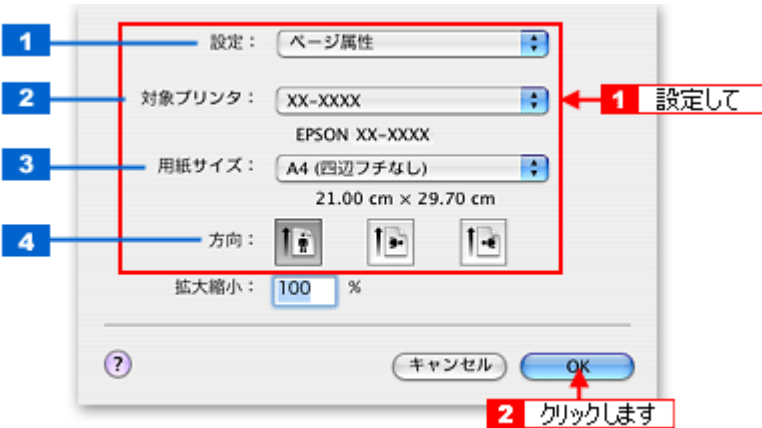 1 設定： ページ属性
2 対象プリンタ： XX-XXXX 1 設定して
EPSON XX-XXXX
3 用紙サイズ： A4 (四辺フチなし)
21.00 cm × 29.70 cm
4 方向：
拡大縮小： 100 %
? キャンセル OK
2 クリックします